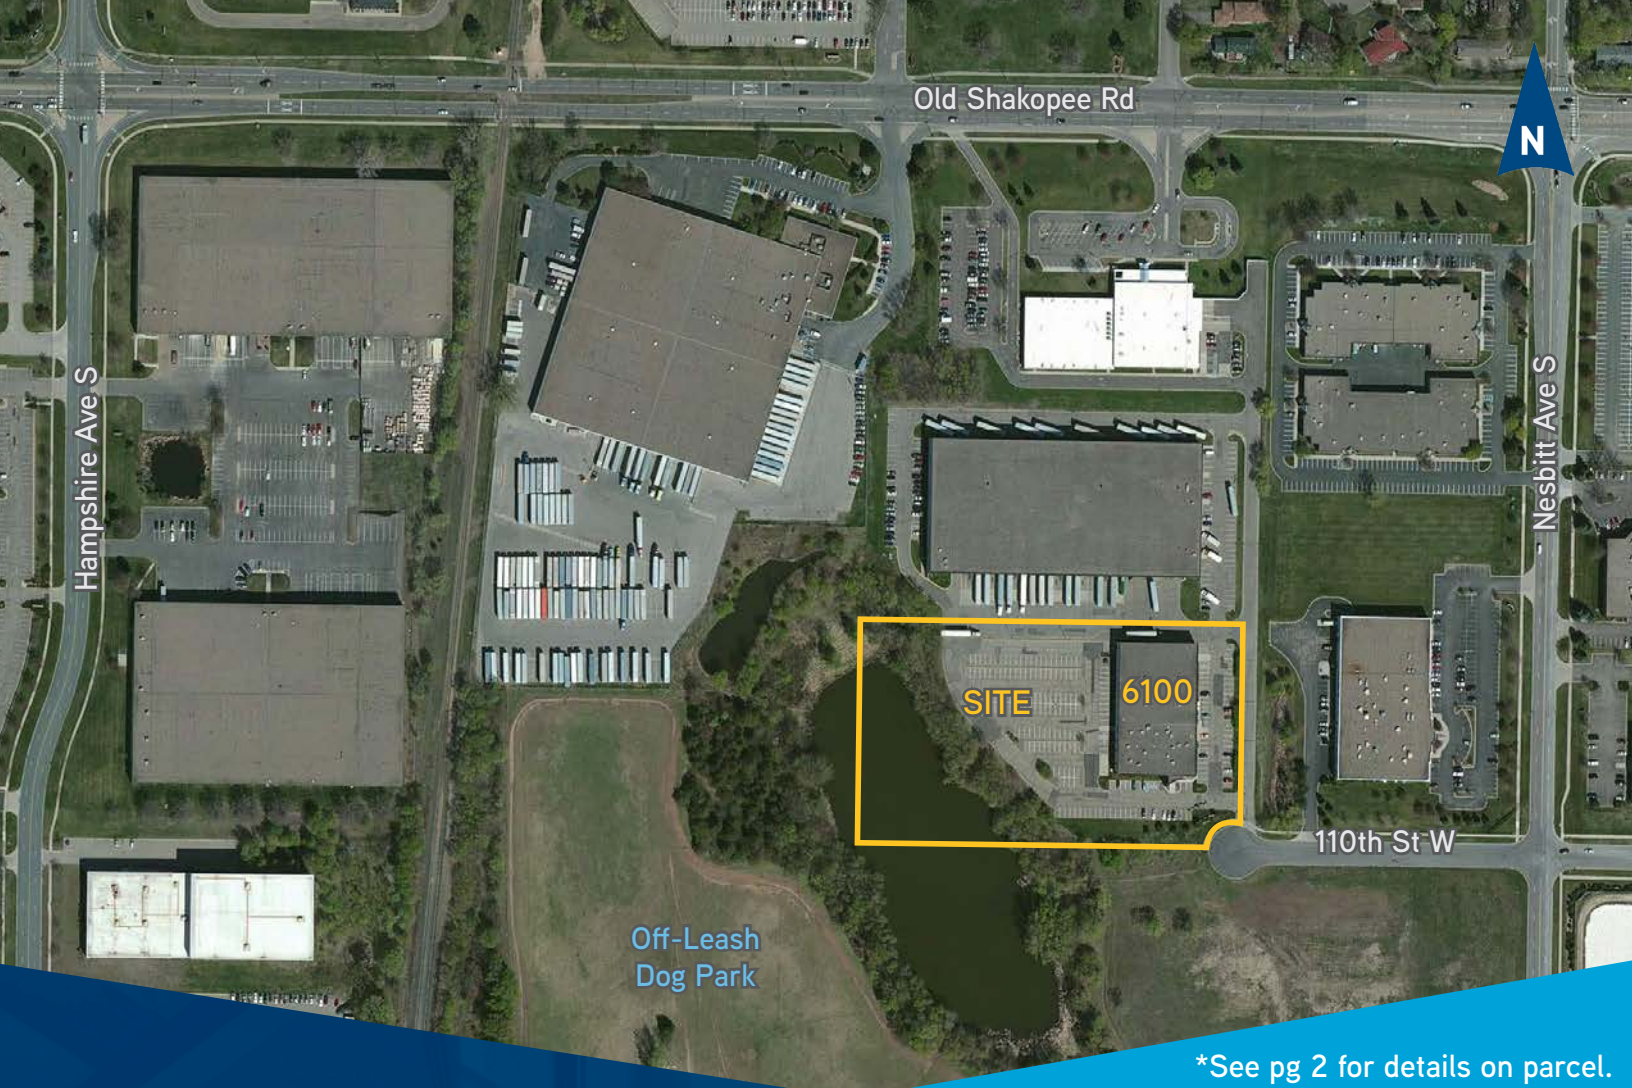 Old Shakopee Rd
N
Hampshire Ave S
Nesbitt Ave S
SITE
6100
110th St W
Off-Leash
Dog Park
*See pg 2 for details on parcel.